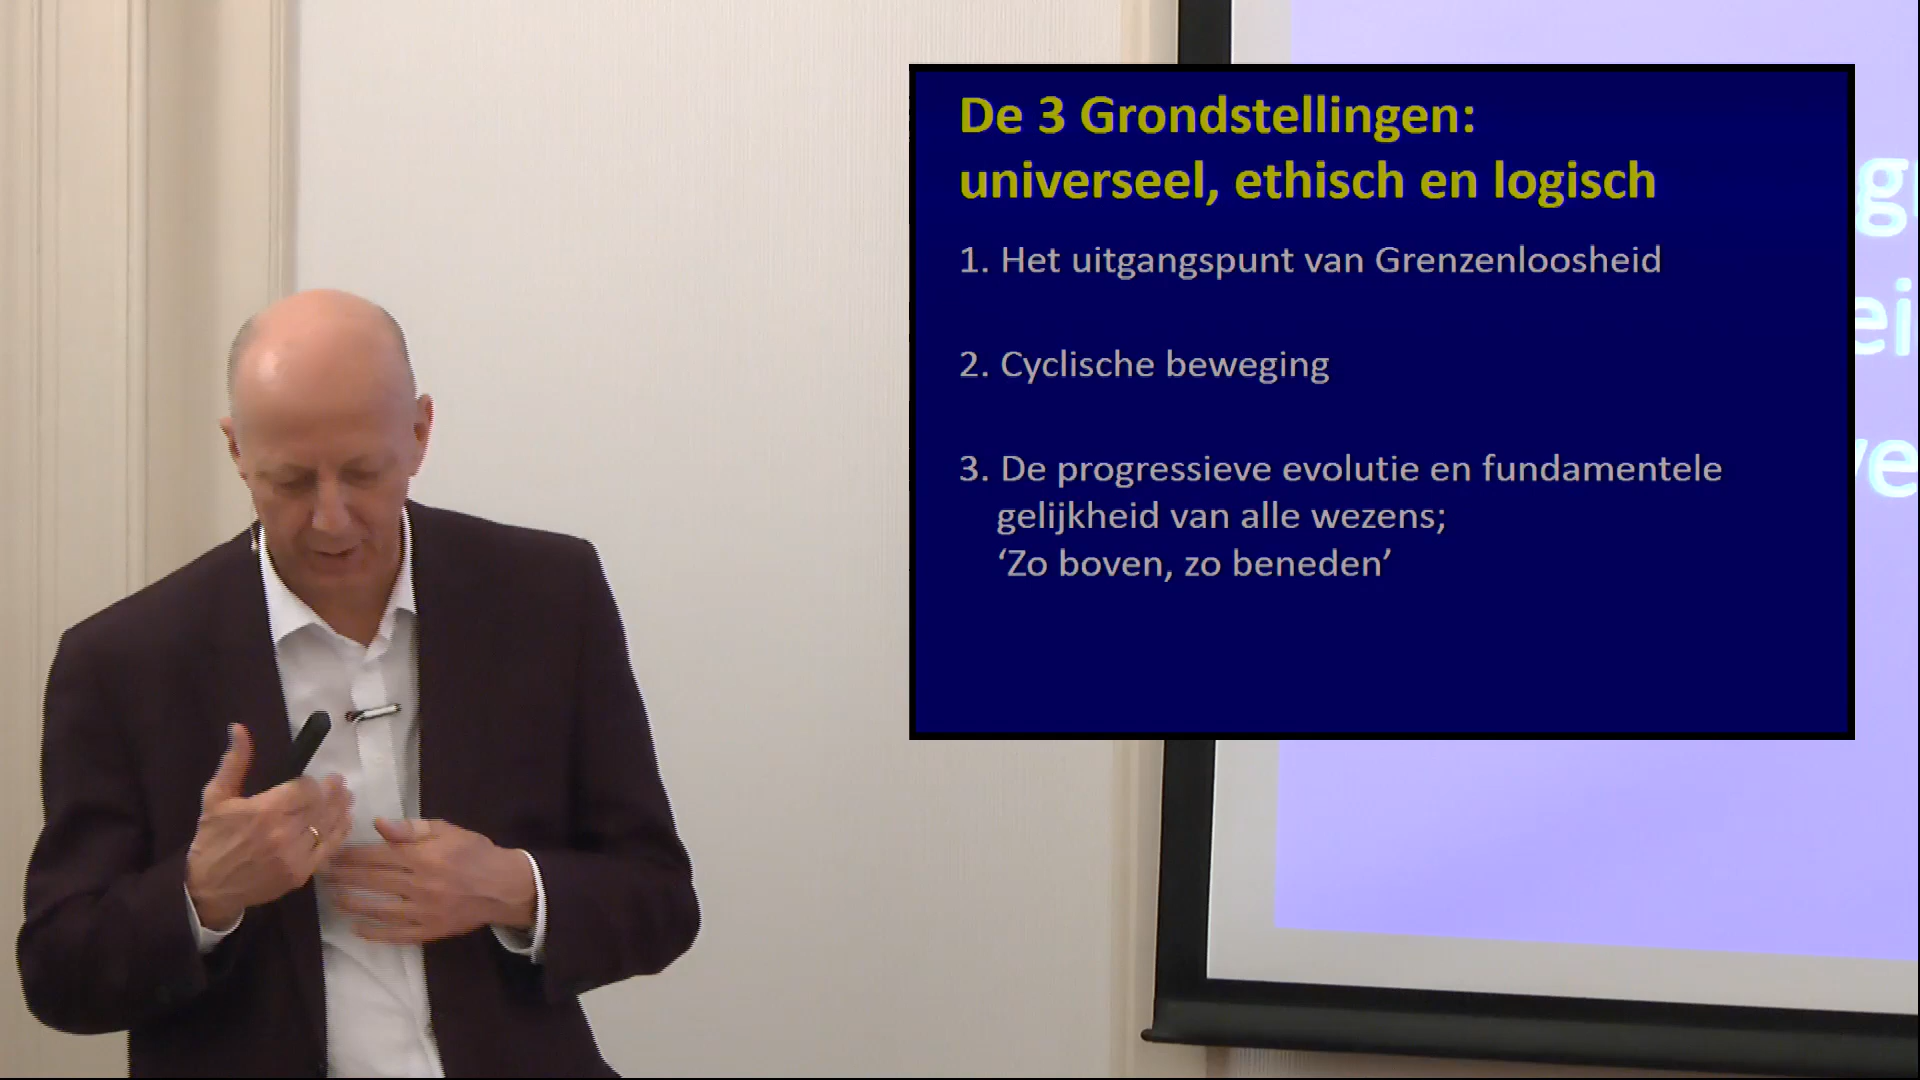 De 3 Grondstellingen:
universeel, ethisch en logisch
1. Het uitgangspunt van Grenzenloosheid
2. Cyclische beweging
3. De progressieve evolutie en fundamentele
gelijkheid van alle wezens;
‘Zo boven, zo beneden’